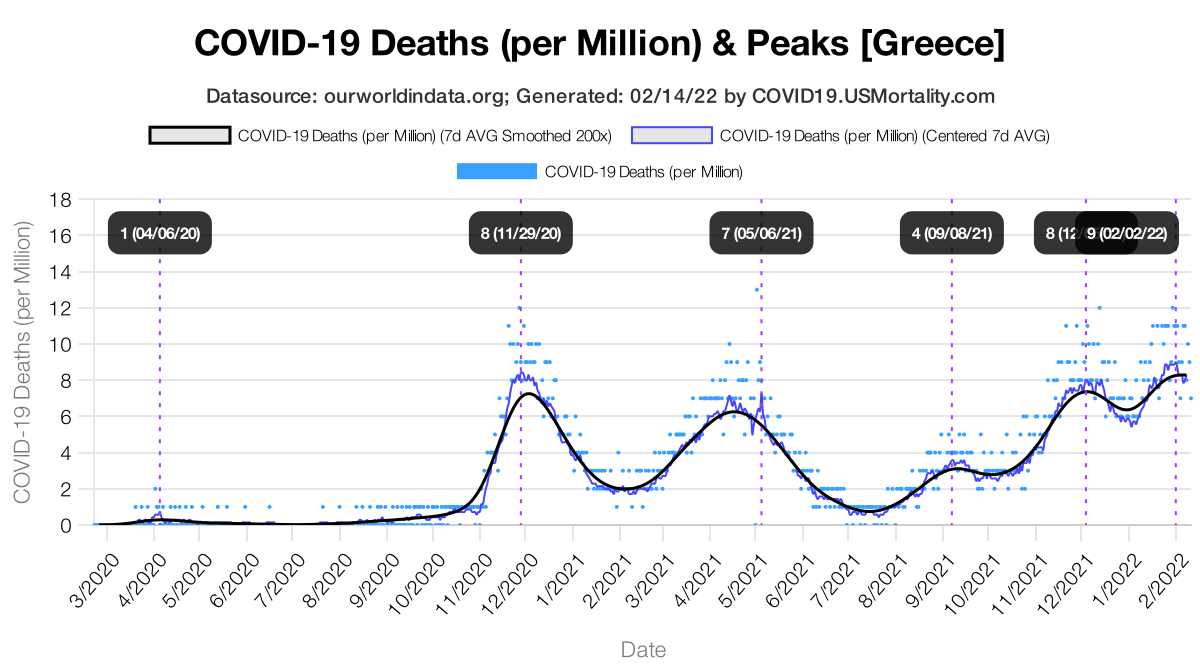 COVID-19 Deaths (per Million) & Peaks [Greece]
Datasource: ourworldindata.org; Generated: 02/14/22 by COVID19.USMortality.com
COVID-19 Deaths (per Million) (7d AVG Smoothed 200x) COVID-19 Deaths (per Million) (Centered 7d AVG)
COVID-19 Deaths (per Million)
COVID-19 Deaths (per Million)
18
16
14
12
10
8
6
4
2
0
1 (04/06/20) 8 (11/29/20) 7 (05/06/21) 4 (09/08/21) 8 (12/ 9 (02/02/22)
3/2020 4/2020 5/2020 6/2020 7/2020 8/2020 9/2020 10/2020 11/2020 12/2020 1/2021 2/2021 3/2021 4/2021 5/2021 6/2021 7/2021 8/2021 9/2021 10/2021 11/2021 12/2021 1/2022 2/2022
Date